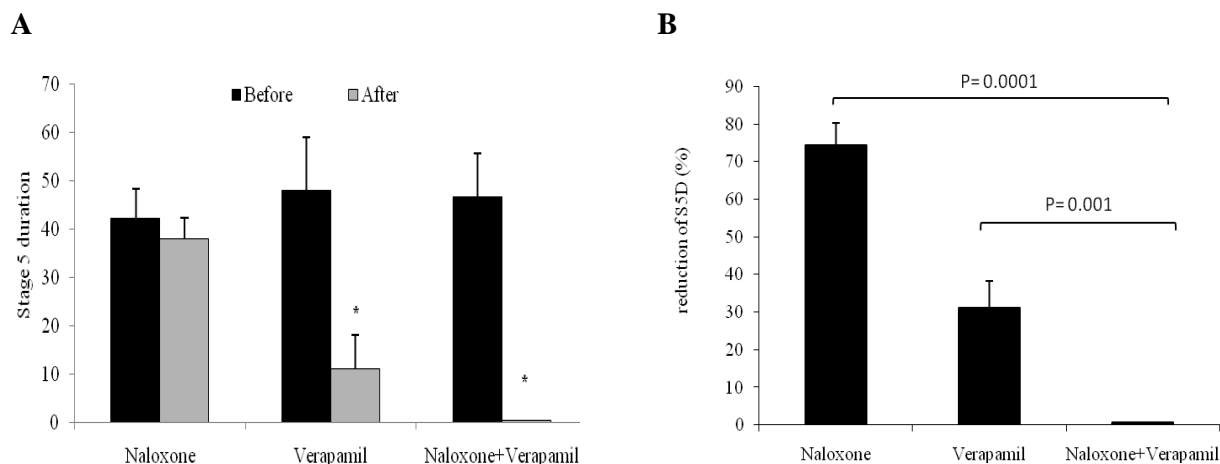 A
Stage 5 duration
70
60
50
40
30
20
10
0
Before
After
*
*
Naloxone
Verapamil
Naloxone+Verapamil
B
reduction of S5D (%)
90
80
70
60
50
40
30
20
10
0
P= 0.0001
P= 0.001
Naloxone
Verapamil
Naloxone+Verapamil